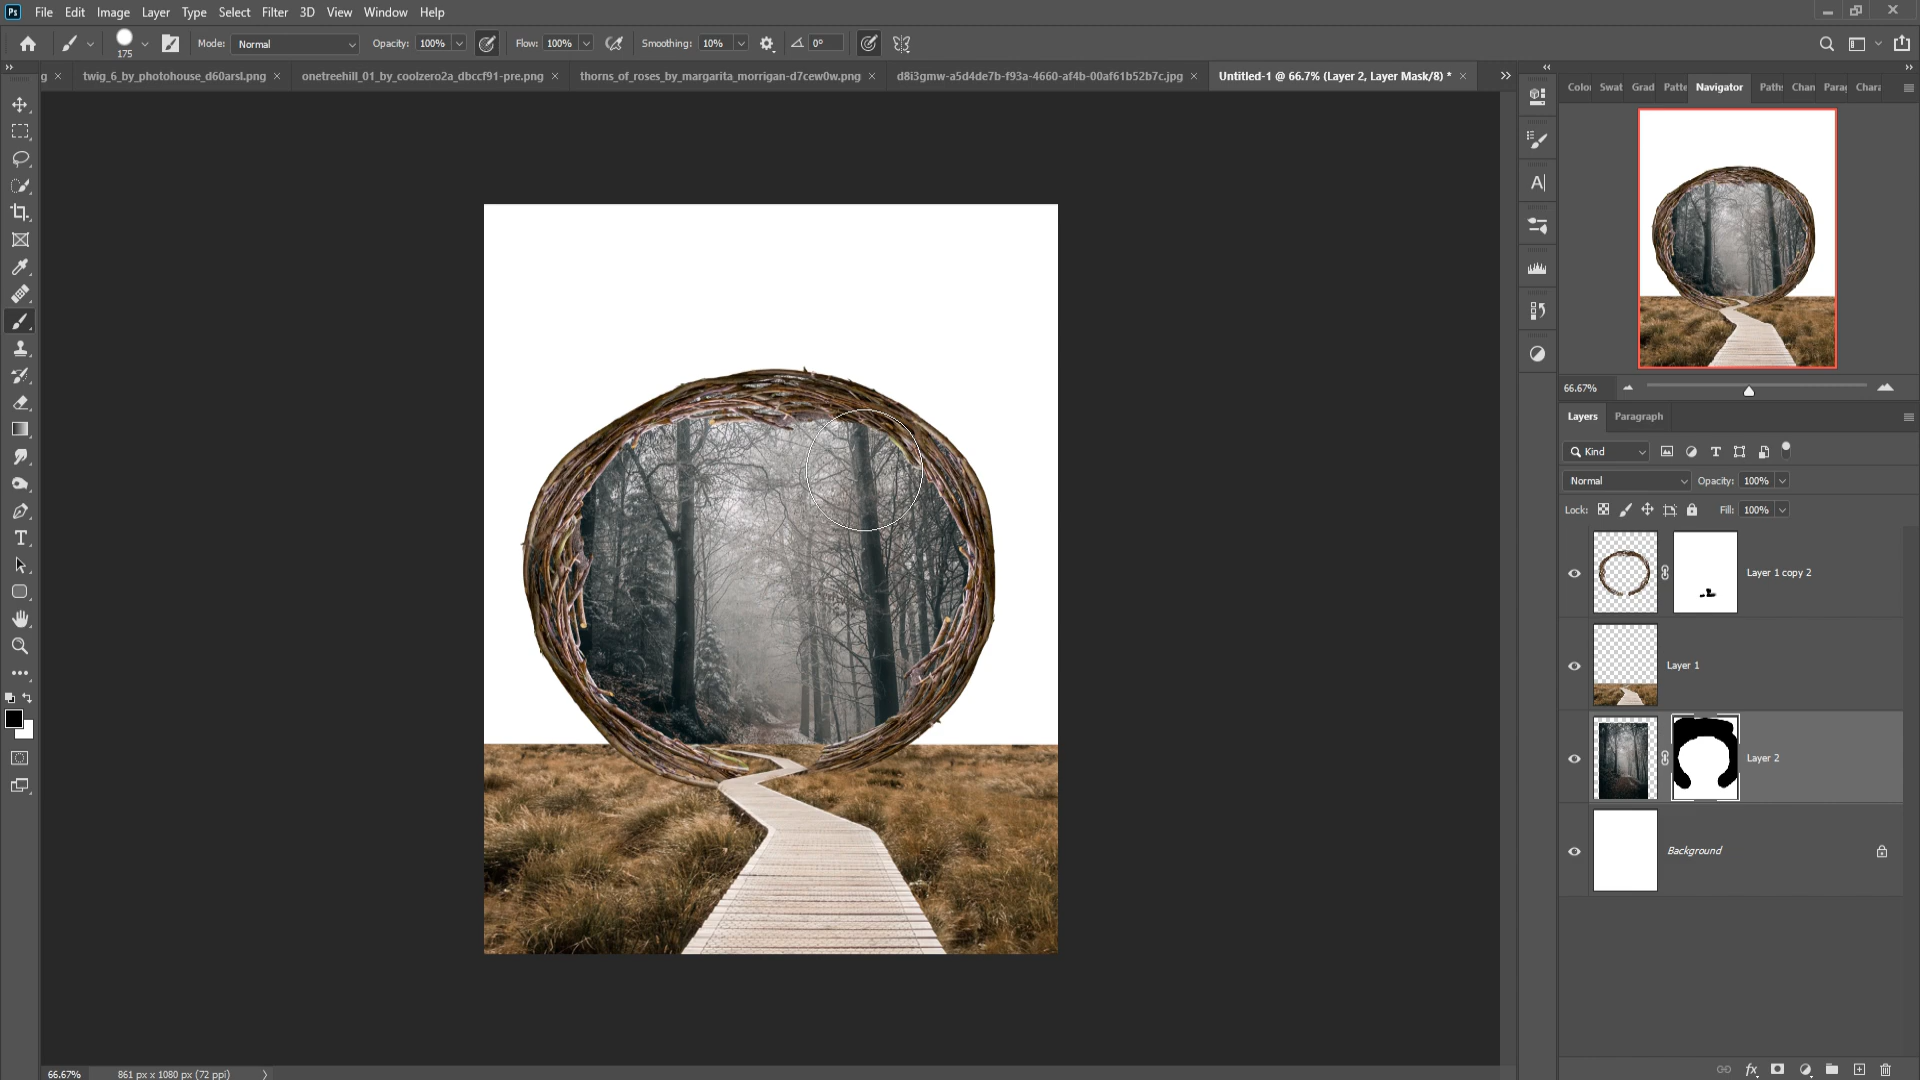 Ps File Edit Image Layer Type Select Filter 3D View Window Help
175 Mode: Normal Opacity: 100% Flow: 100% Smoothing: 10% 0°
g × twig_6_by_photohouse_d60arsl.png × onetreehill_01_by_coolzero2a_dbccf91-pre.png × thorns_of_roses_by_margarita_morrigan-d7cew0w.png × d8i3gmw-a5d4de7b-f93a-4660-af4b-00af61b52b7c.jpg × Untitled-1 @ 66.7% (Layer 2, Layer Mask/8) * ×
Color Swat Grad Patte Navigator Paths Chan Parag Chara
66.67%
Layers Paragraph
Kind
Normal Opacity: 100%
Lock: Fill: 100%
Layer 1 copy 2
Layer 1
Layer 2
Background
66.67% 861 px x 1080 px (72 ppi)